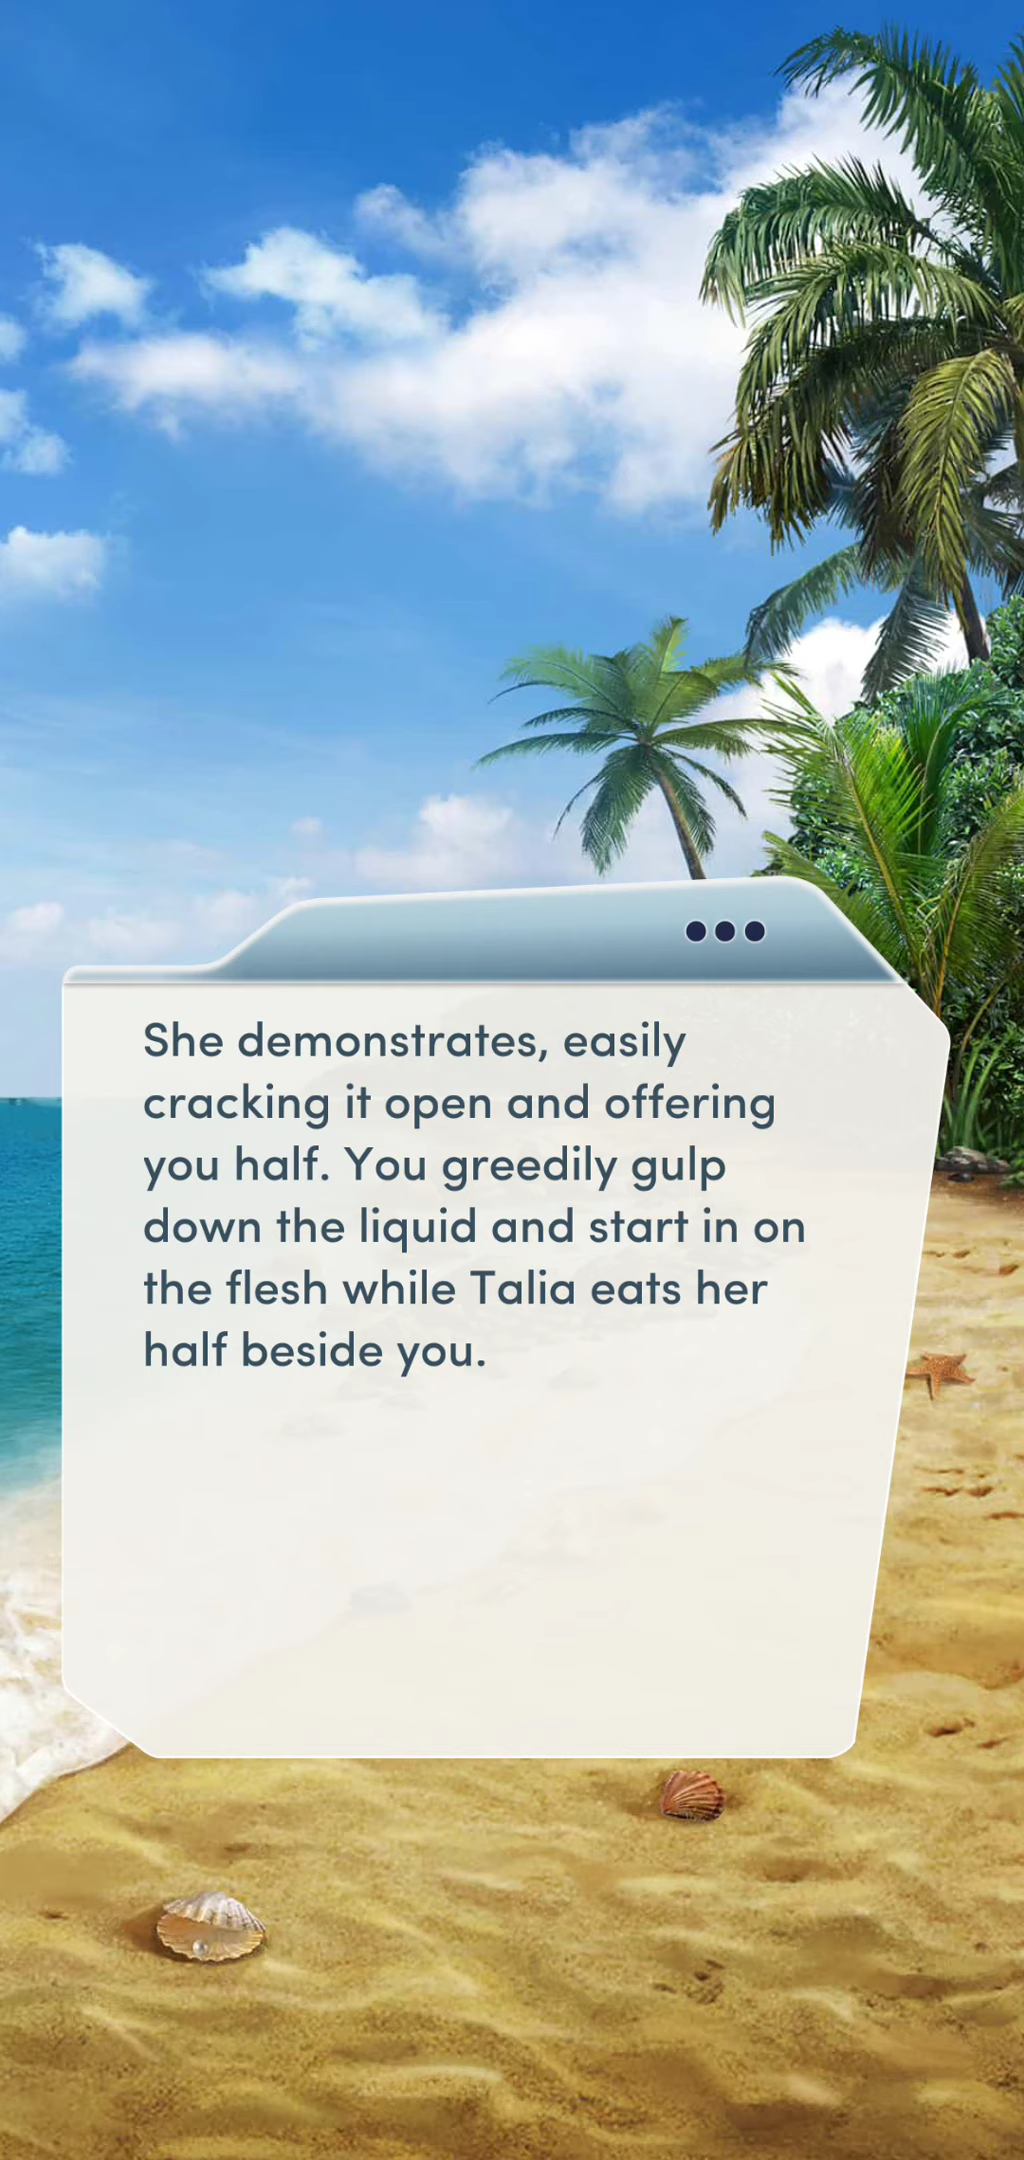 She demonstrates, easily
cracking it open and offering
you half. You greedily gulp
down the liquid and start in on
the flesh while Talia eats her
half beside you.